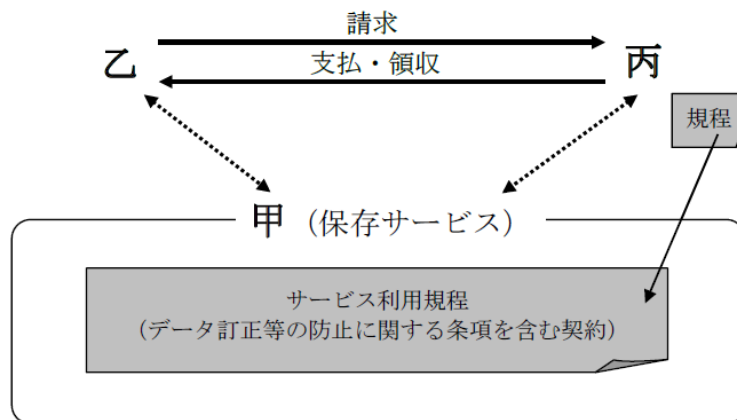 請求
乙
支払・領収
丙
規程
甲（保存サービス）
サービス利用規程
（データ訂正等の防止に関する条項を含む契約）